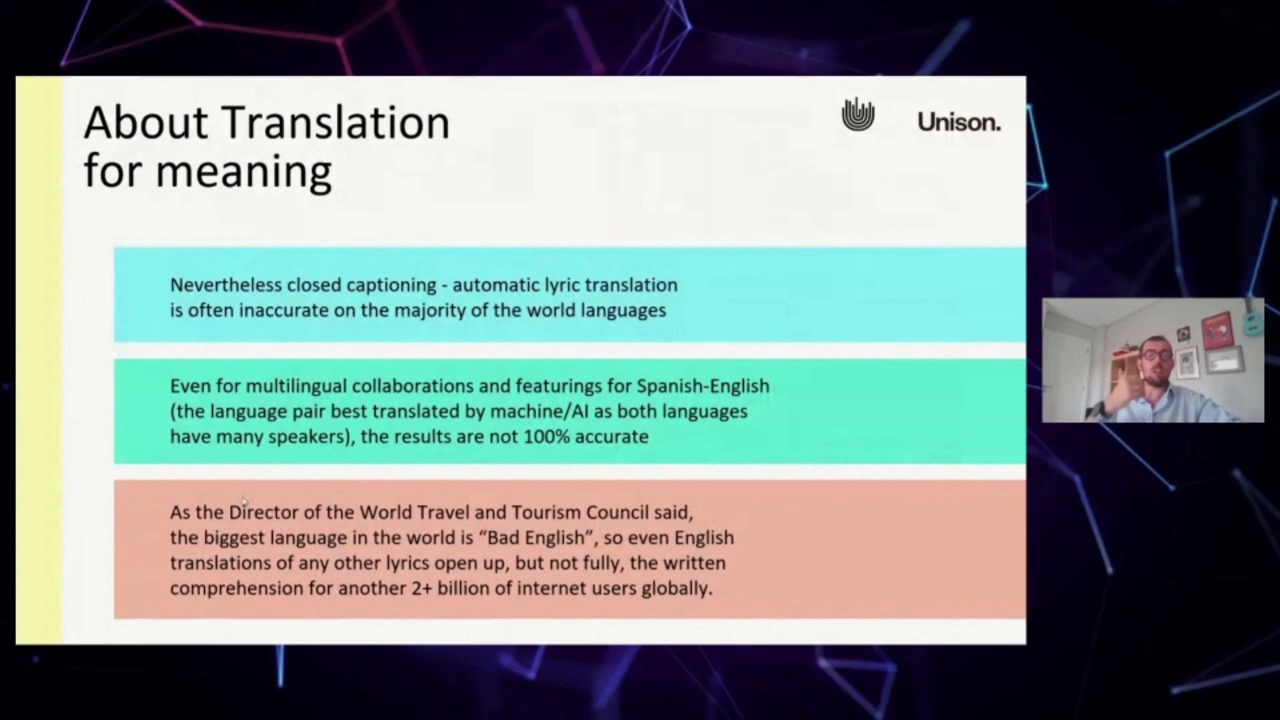 About Translation
for meaning
Unison.
Nevertheless closed captioning - automatic lyric translation
is often inaccurate on the majority of the world languages
Even for multilingual collaborations and featurings for Spanish-English
(the language pair best translated by machine/AI as both languages
have many speakers), the results are not 100% accurate
As the Director of the World Travel and Tourism Council said,
the biggest language in the world is “Bad English”, so even English
translations of any other lyrics open up, but not fully, the written
comprehension for another 2+ billion of internet users globally.